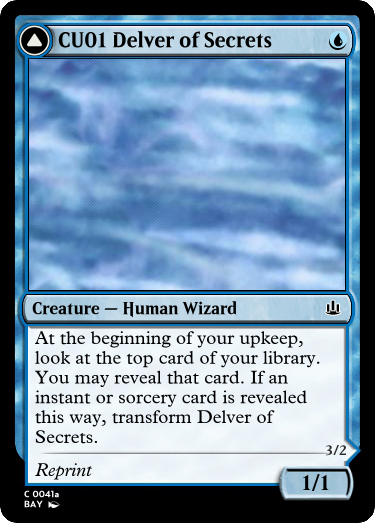 CU01 Delver of Secrets
Creature — Human Wizard
At the beginning of your upkeep,
look at the top card of your library.
You may reveal that card. If an
instant or sorcery card is revealed
this way, transform Delver of
Secrets.
3/2
Reprint
1/1
C 0041a
BAY